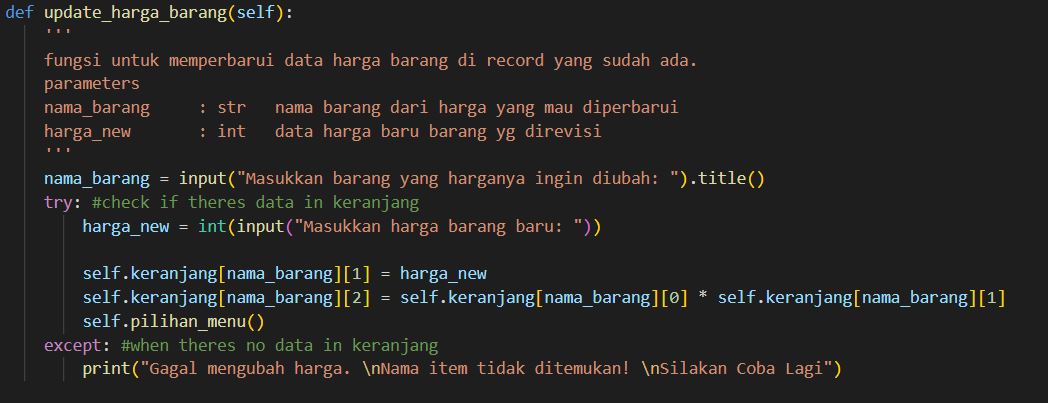 def update_harga_barang(self):
'''
fungsi untuk memperbarui data harga barang di record yang sudah ada.
parameters
nama_barang     : str   nama barang dari harga yang mau diperbarui
harga_new       : int   data harga baru barang yg direvisi
'''
nama_barang = input("Masukkan barang yang harganya ingin diubah: ").title()
try: #check if theres data in keranjang
harga_new = int(input("Masukkan harga barang baru: "))
self.keranjang[nama_barang][1] = harga_new
self.keranjang[nama_barang][2] = self.keranjang[nama_barang][0] * self.keranjang[nama_barang][1]
self.pilihan_menu()
except: #when theres no data in keranjang
print("Gagal mengubah harga. \nNama item tidak ditemukan! \nSilakan Coba Lagi")